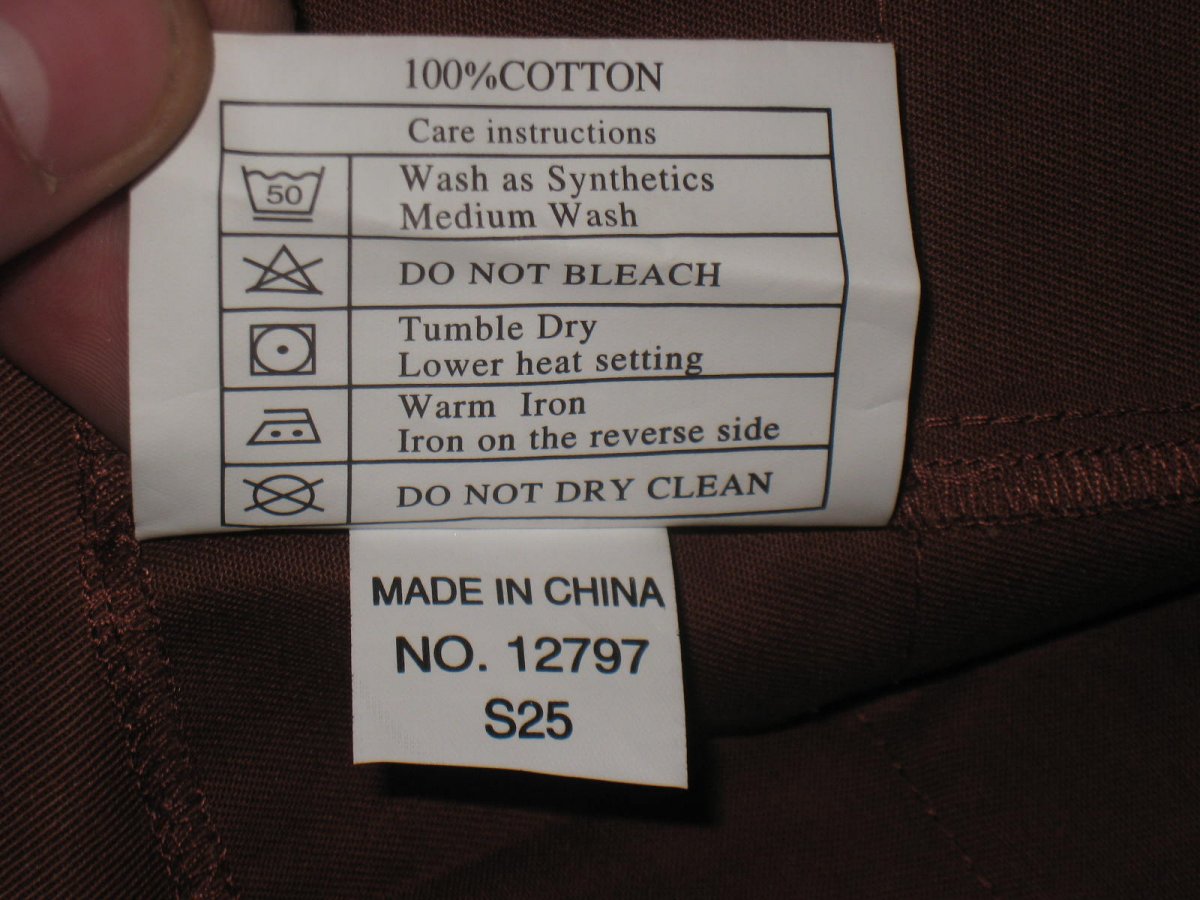 100%COTTON
Care instructions
50
Wash as Synthetics
Medium Wash
DO NOT BLEACH
Tumble Dry
Lower heat setting
Warm Iron
Iron on the reverse side
DO NOT DRY CLEAN
MADE IN CHINA
NO. 12797
S25